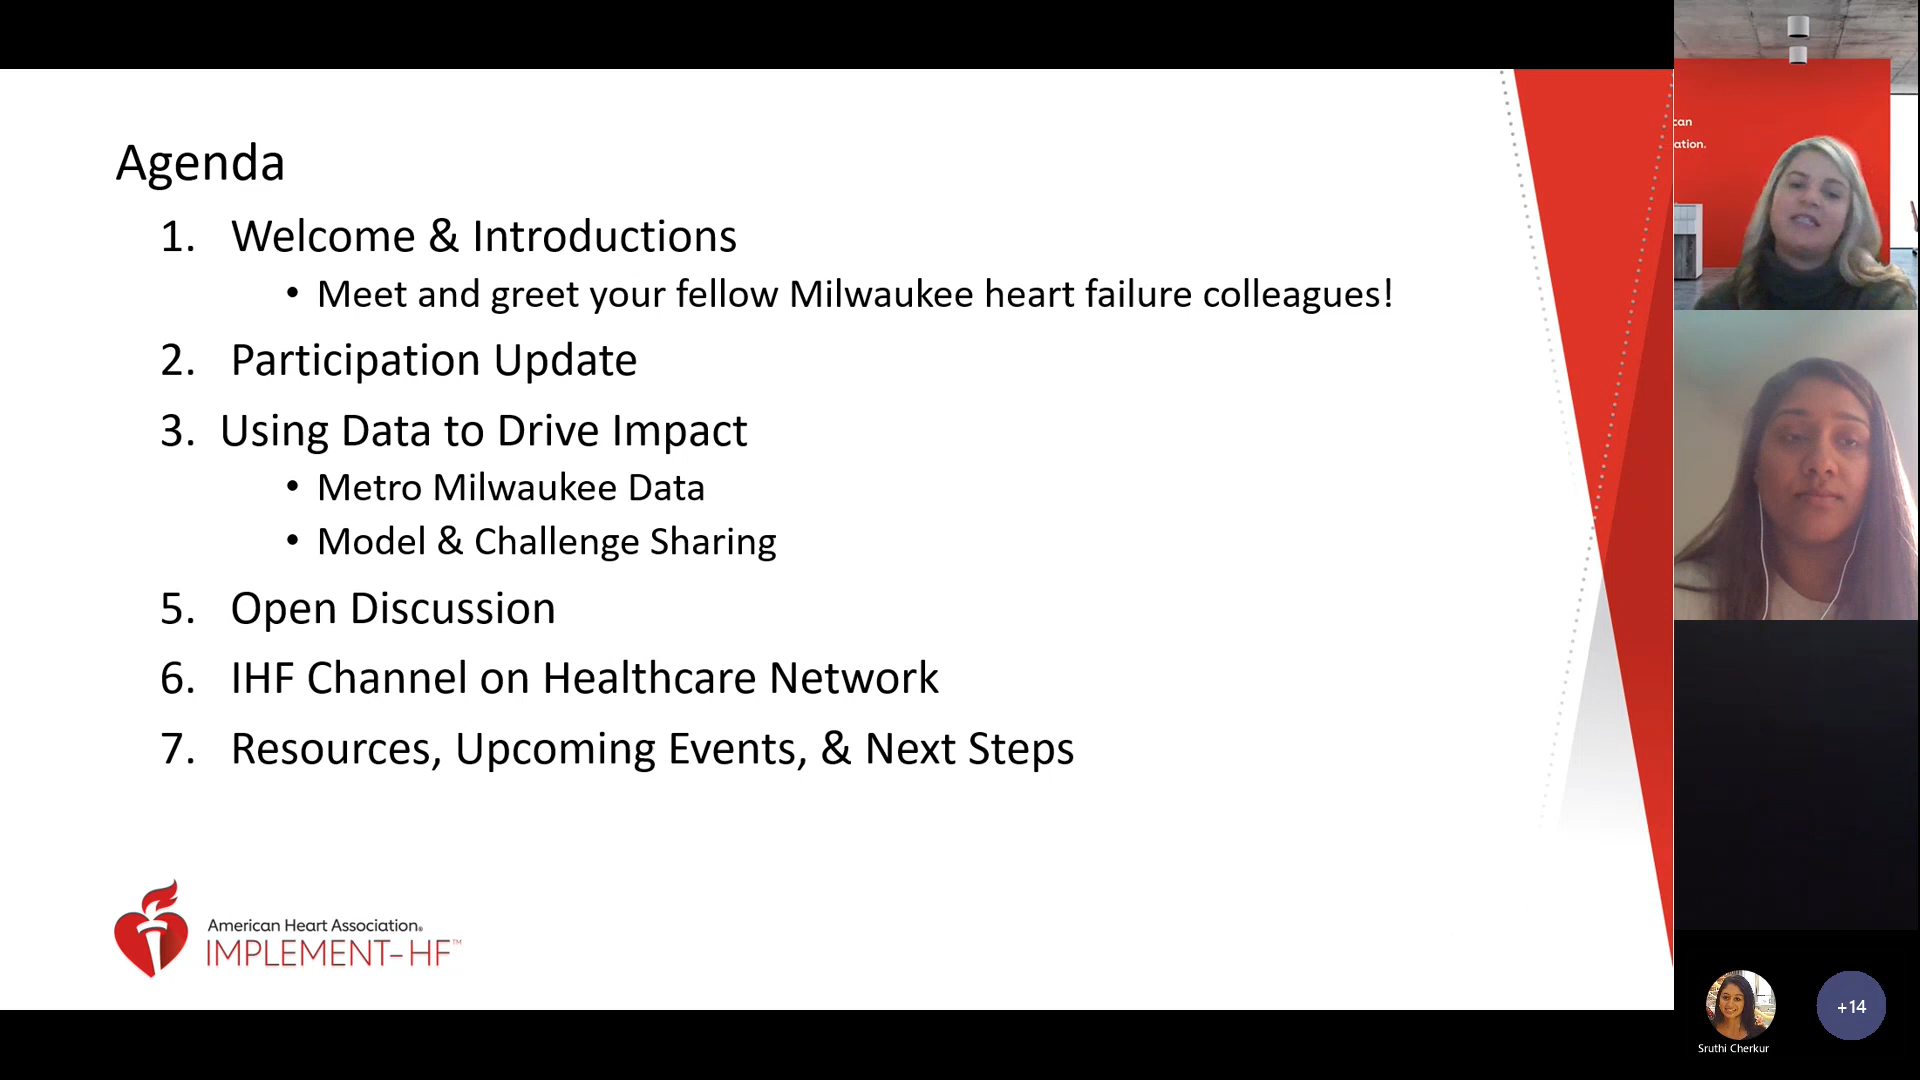 Agenda
1. Welcome & Introductions
• Meet and greet your fellow Milwaukee heart failure colleagues!
2. Participation Update
3. Using Data to Drive Impact
• Metro Milwaukee Data
• Model & Challenge Sharing
5. Open Discussion
6. IHF Channel on Healthcare Network
7. Resources, Upcoming Events, & Next Steps
American Heart Association®
IMPLEMENT-HF™
can
ation.
+14
Sruthi Cherkur